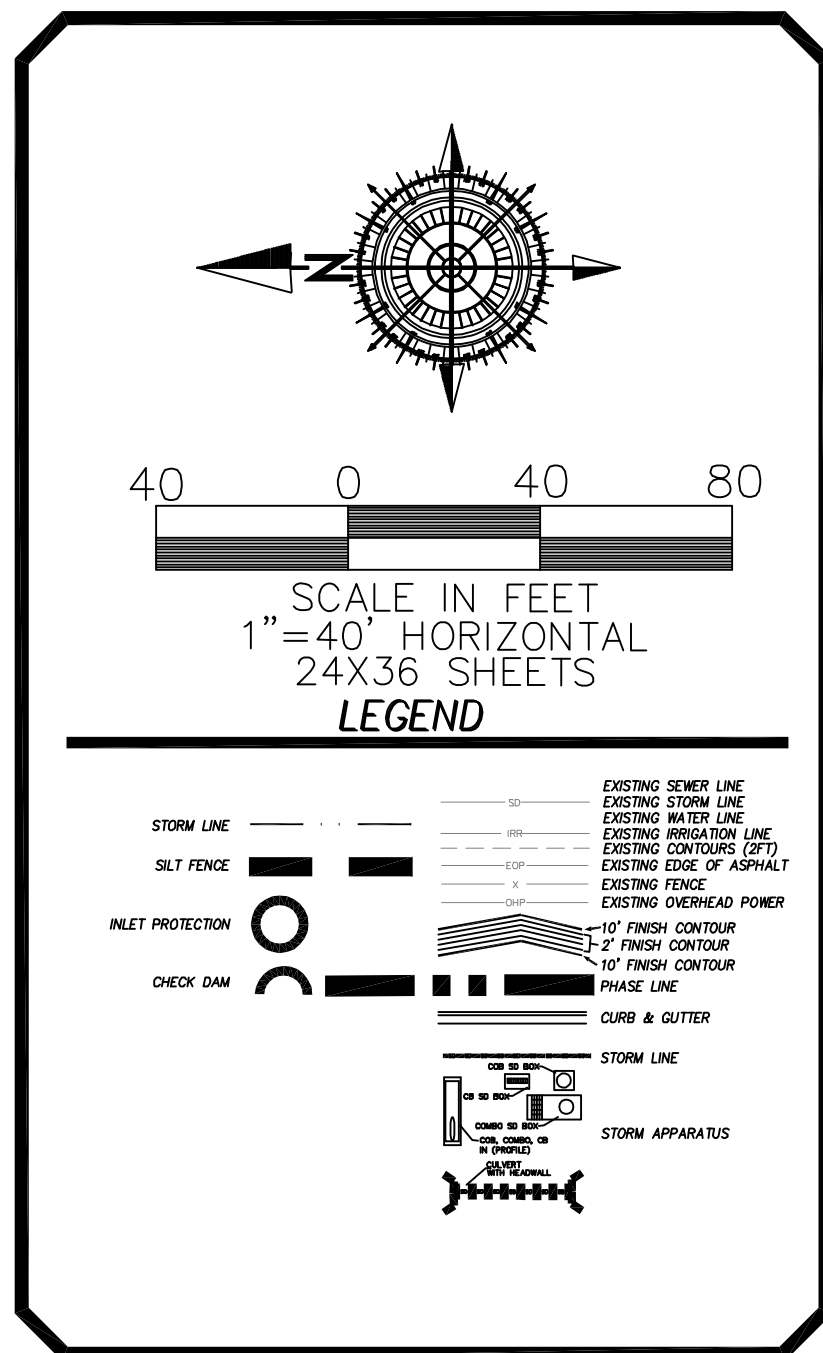 N
40 0 40 80
SCALE IN FEET
1"=40' HORIZONTAL
24X36 SHEETS
LEGEND
STORM LINE
SILT FENCE
INLET PROTECTION
CHECK DAM
EXISTING SEWER LINE
SD EXISTING STORM LINE
EXISTING WATER LINE
IRR EXISTING IRRIGATION LINE
EXISTING CONTOURS (2FT)
EOP EXISTING EDGE OF ASPHALT
X EXISTING FENCE
OHP EXISTING OVERHEAD POWER
10' FINISH CONTOUR
2' FINISH CONTOUR
10' FINISH CONTOUR
PHASE LINE
CURB & GUTTER
STORM LINE
COB SD BOX
CB SD BOX
COMBO SD BOX
STORM APPARATUS
COB, COMBO, CB
IN (PROFILE)
CULVERT
WITH HEADWALL